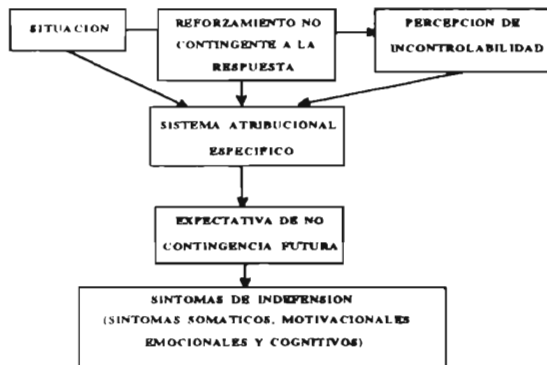 SITUACION
REFORZAMIENTO NO
CONTINGENTE A LA
RESPUESTA
PERCEPCION DE
INCONTROLABILIDAD
SISTEMA ATRIBUCIONAL
ESPECIFICO
EXPECTATIVA DE NO
CONTINGENCIA FUTURA
SINTOMAS DE INDEFENSION
(SINTOMAS SOMATICOS, MOTIVACIONALES
EMOCIONALES Y COGNITIVOS)